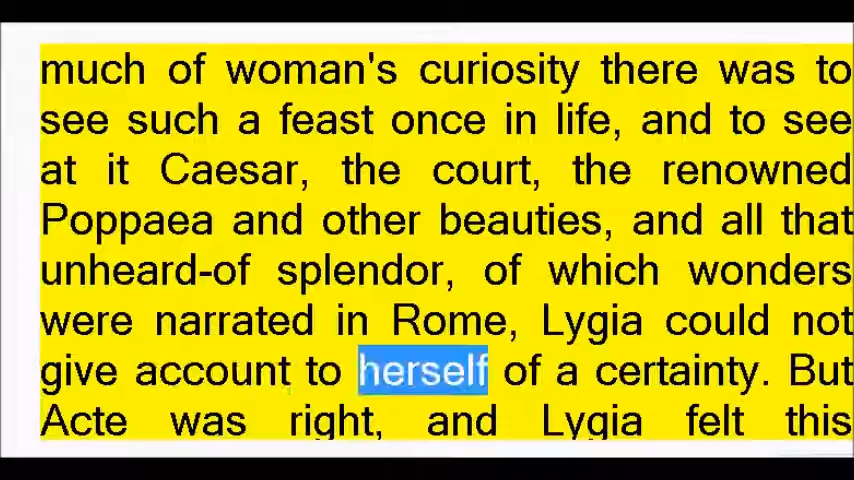 much of woman's curiosity there was to
see such a feast once in life, and to see
at it Caesar, the court, the renowned
Poppaea and other beauties, and all that
unheard-of splendor, of which wonders
were narrated in Rome, Lygia could not
give account to herself of a certainty. But
Acte was right, and Lygia felt this